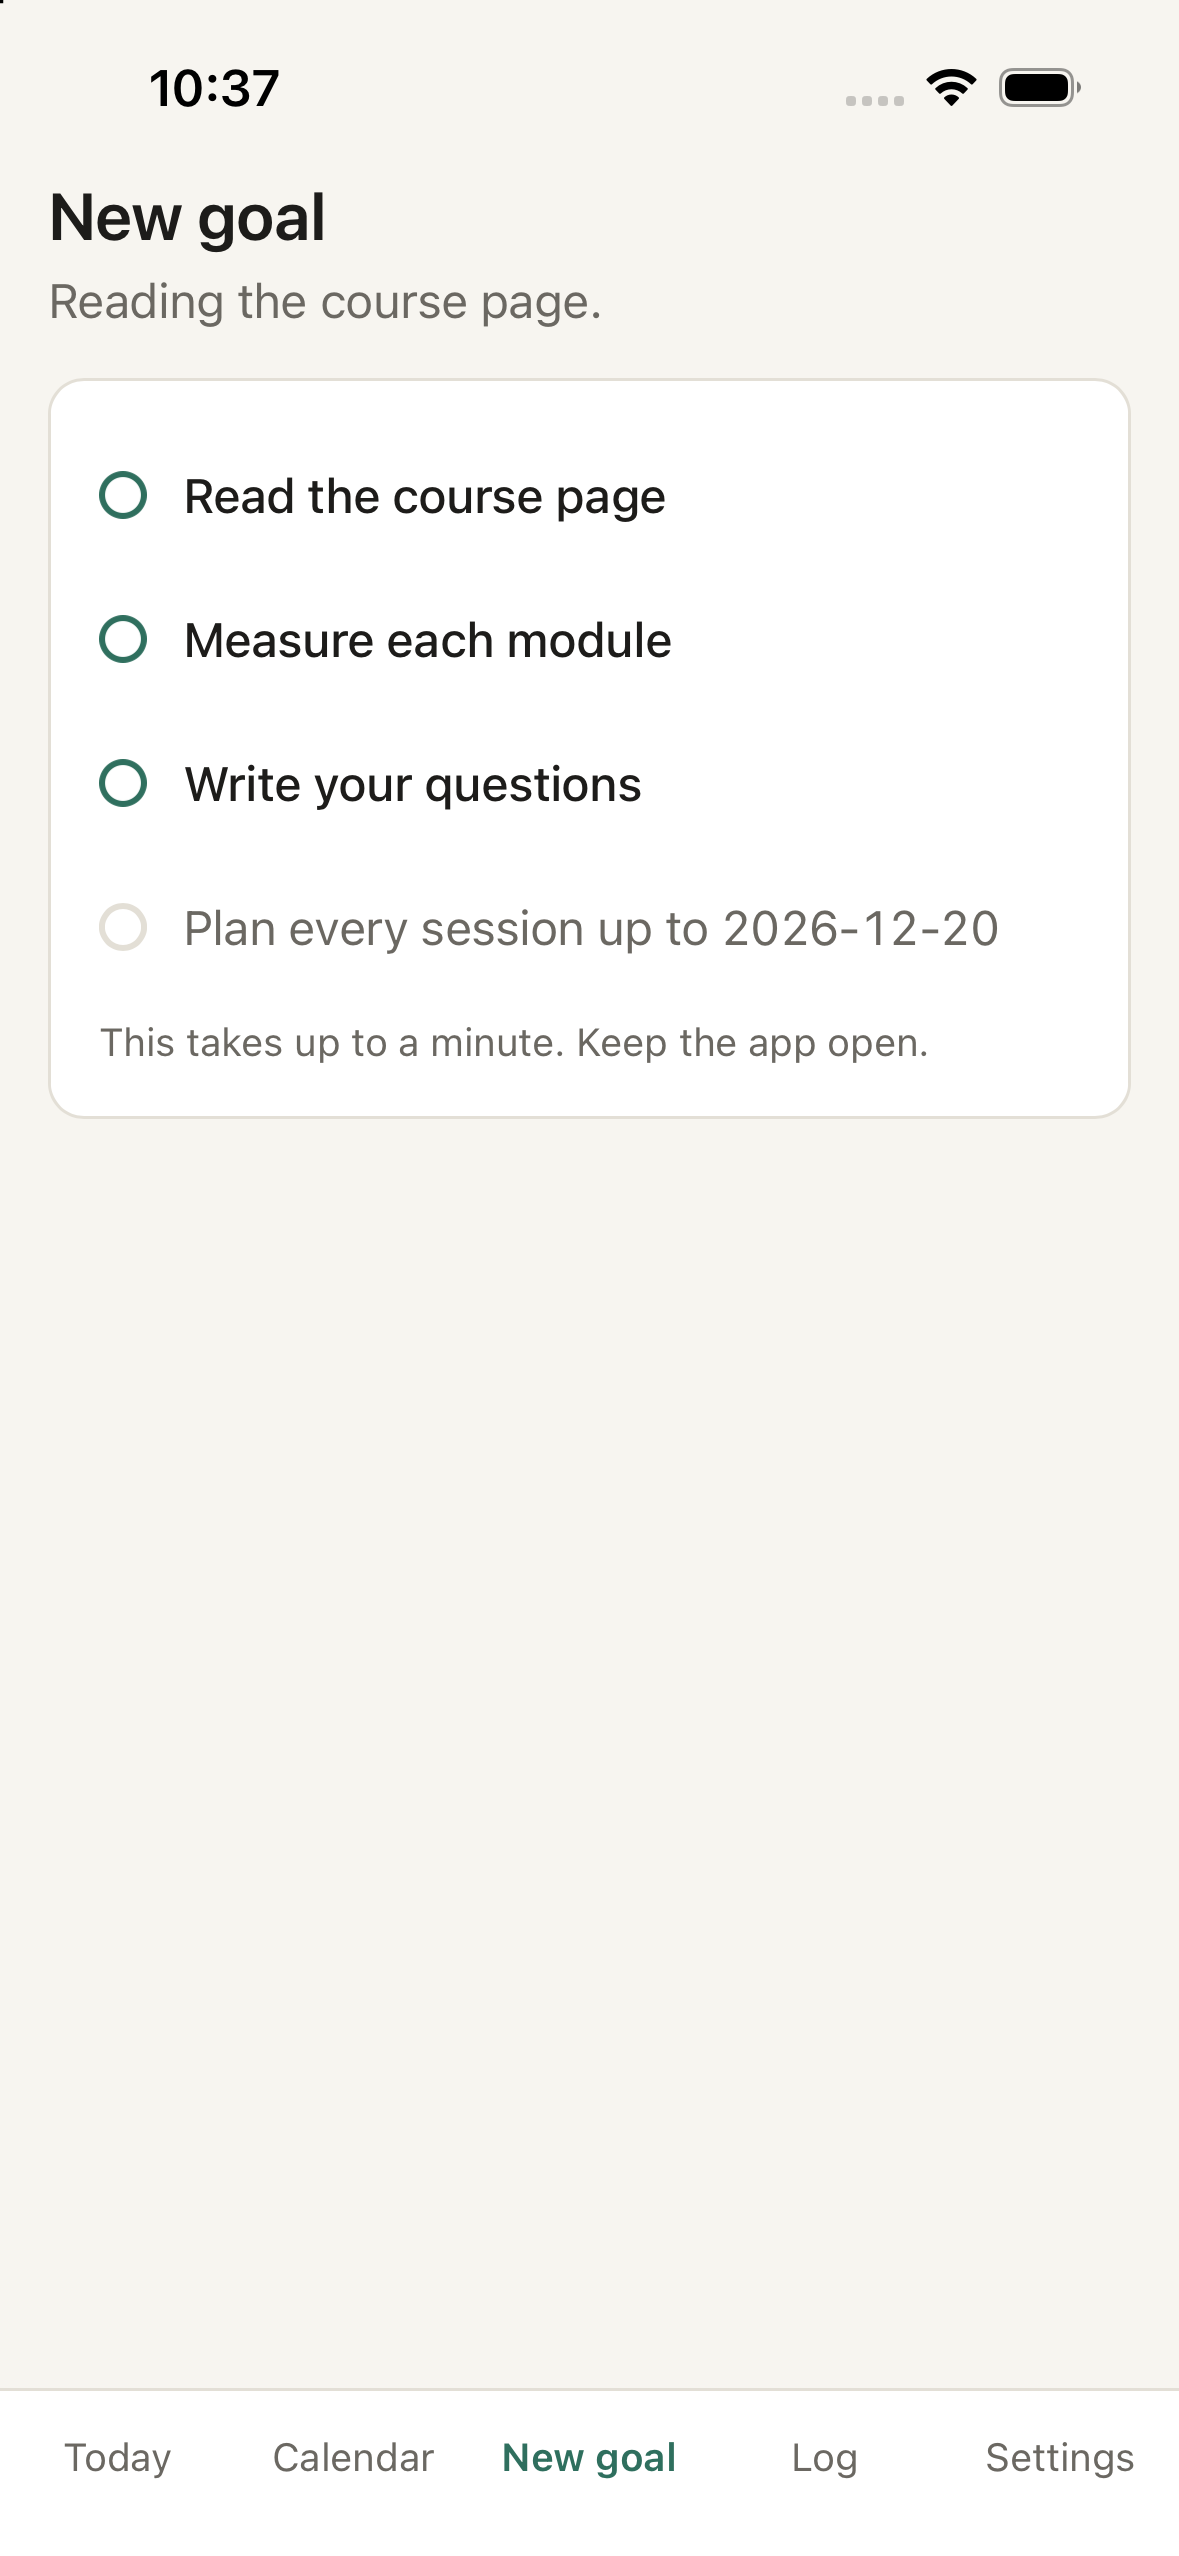 10:37
New goal
Reading the course page.
Read the course page
Measure each module
Write your questions
Plan every session up to 2026-12-20
This takes up to a minute. Keep the app open.
Today Calendar New goal Log Settings